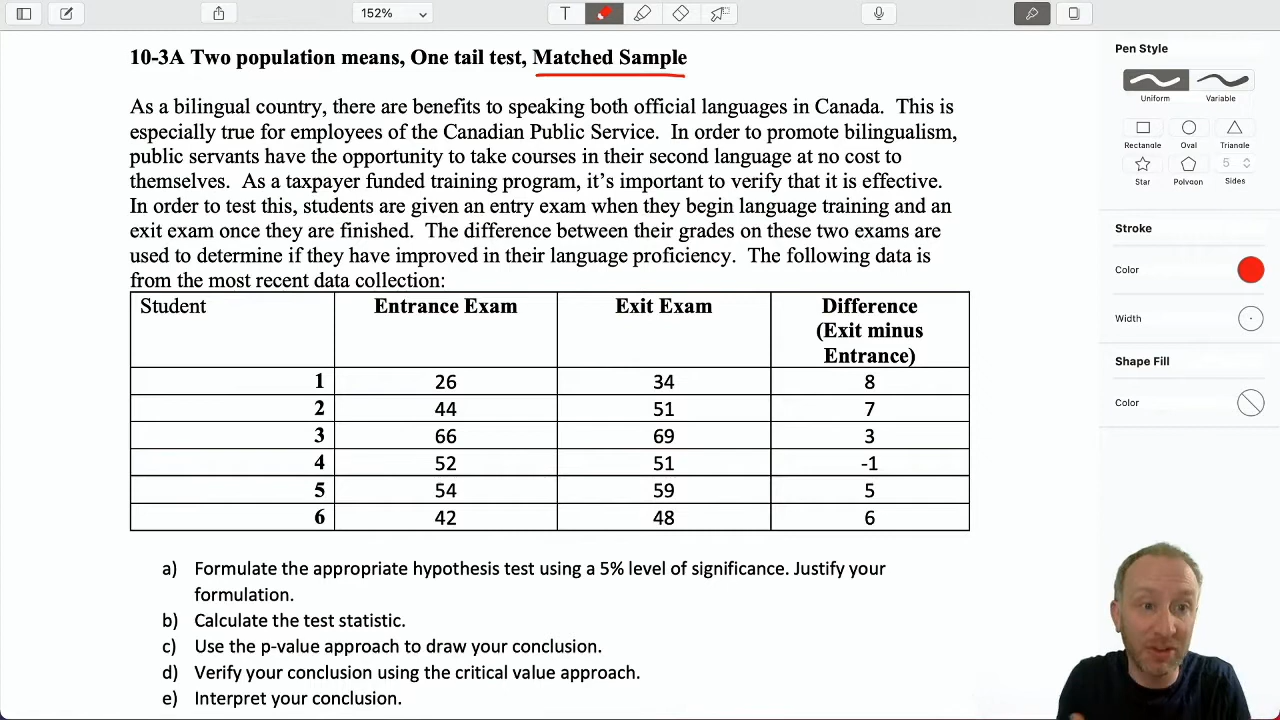 152%
T
10-3A Two population means, One tail test, Matched Sample
As a bilingual country, there are benefits to speaking both official languages in Canada. This is
especially true for employees of the Canadian Public Service. In order to promote bilingualism,
public servants have the opportunity to take courses in their second language at no cost to
themselves. As a taxpayer funded training program, it's important to verify that it is effective.
In order to test this, students are given an entry exam when they begin language training and an
exit exam once they are finished. The difference between their grades on these two exams are
used to determine if they have improved in their language proficiency. The following data is
from the most recent data collection:
Student Entrance Exam Exit Exam Difference
(Exit minus
Entrance)
1 26 34 8
2 44 51 7
3 66 69 3
4 52 51 -1
5 54 59 5
6 42 48 6
a) Formulate the appropriate hypothesis test using a 5% level of significance. Justify your
formulation.
b) Calculate the test statistic.
c) Use the p-value approach to draw your conclusion.
d) Verify your conclusion using the critical value approach.
e) Interpret your conclusion.
Pen Style
Uniform Variable
Rectangle Oval Triangle
5
Star Polygon Sides
Stroke
Color
Width
Shape Fill
Color